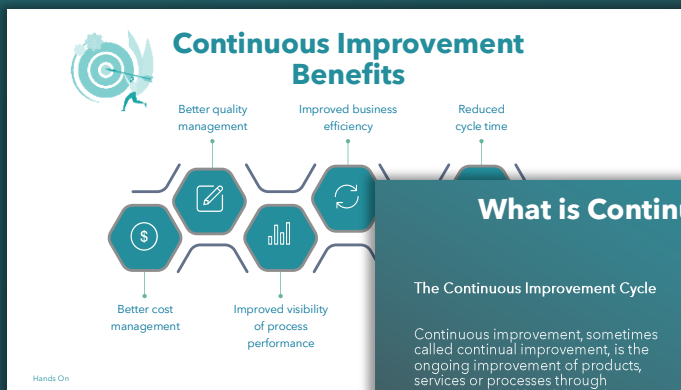 Continuous Improvement
Benefits
Better quality
management
Improved business
efficiency
Reduced
cycle time
$
Better cost
management
Improved visibility
of process
performance
Hands On
What is
The Continuous Improvement Cycle
Continuous improvement, sometimes
called continual improvement, is the
ongoing improvement of products,
services or processes through